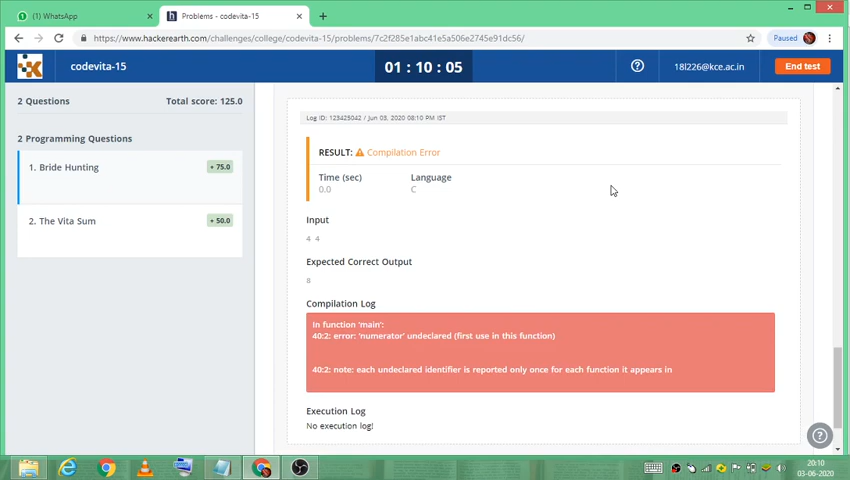 (1) WhatsApp
Problems - codevita-15
https://www.hackerearth.com/challenges/college/codevita-15/problems/7c2f285e1abc41e5a506e2745e91dc56/
Paused
codevita-15
01 : 10 : 05
18l226@kce.ac.in
End test
2 Questions
Total score: 125.0
2 Programming Questions
1. Bride Hunting
+ 75.0
2. The Vita Sum
+ 50.0
Log ID: 123425042 / Jun 03, 2020 08:10 PM IST
RESULT: Compilation Error
Time (sec)
Language
0.0
C
Input
4 4
Expected Correct Output
8
Compilation Log
In function 'main':
40:2: error: 'numerator' undeclared (first use in this function)
40:2: note: each undeclared identifier is reported only once for each function it appears in
Execution Log
No execution log!
20:10
03-06-2020